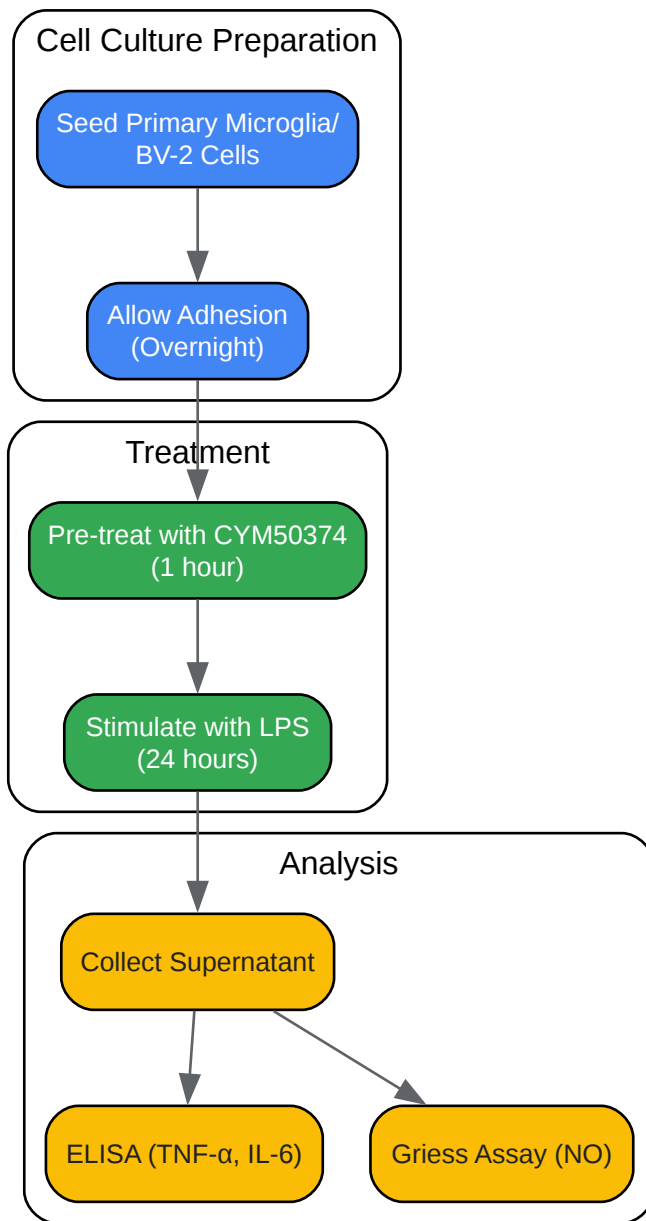 Cell Culture Preparation
Seed Primary Microglia/
BV-2 Cells
Allow Adhesion
(Overnight)
Treatment
Pre-treat with CYM50374
(1 hour)
Stimulate with LPS
(24 hours)
Analysis
Collect Supernatant
ELISA (TNF-α, IL-6)
Griess Assay (NO)